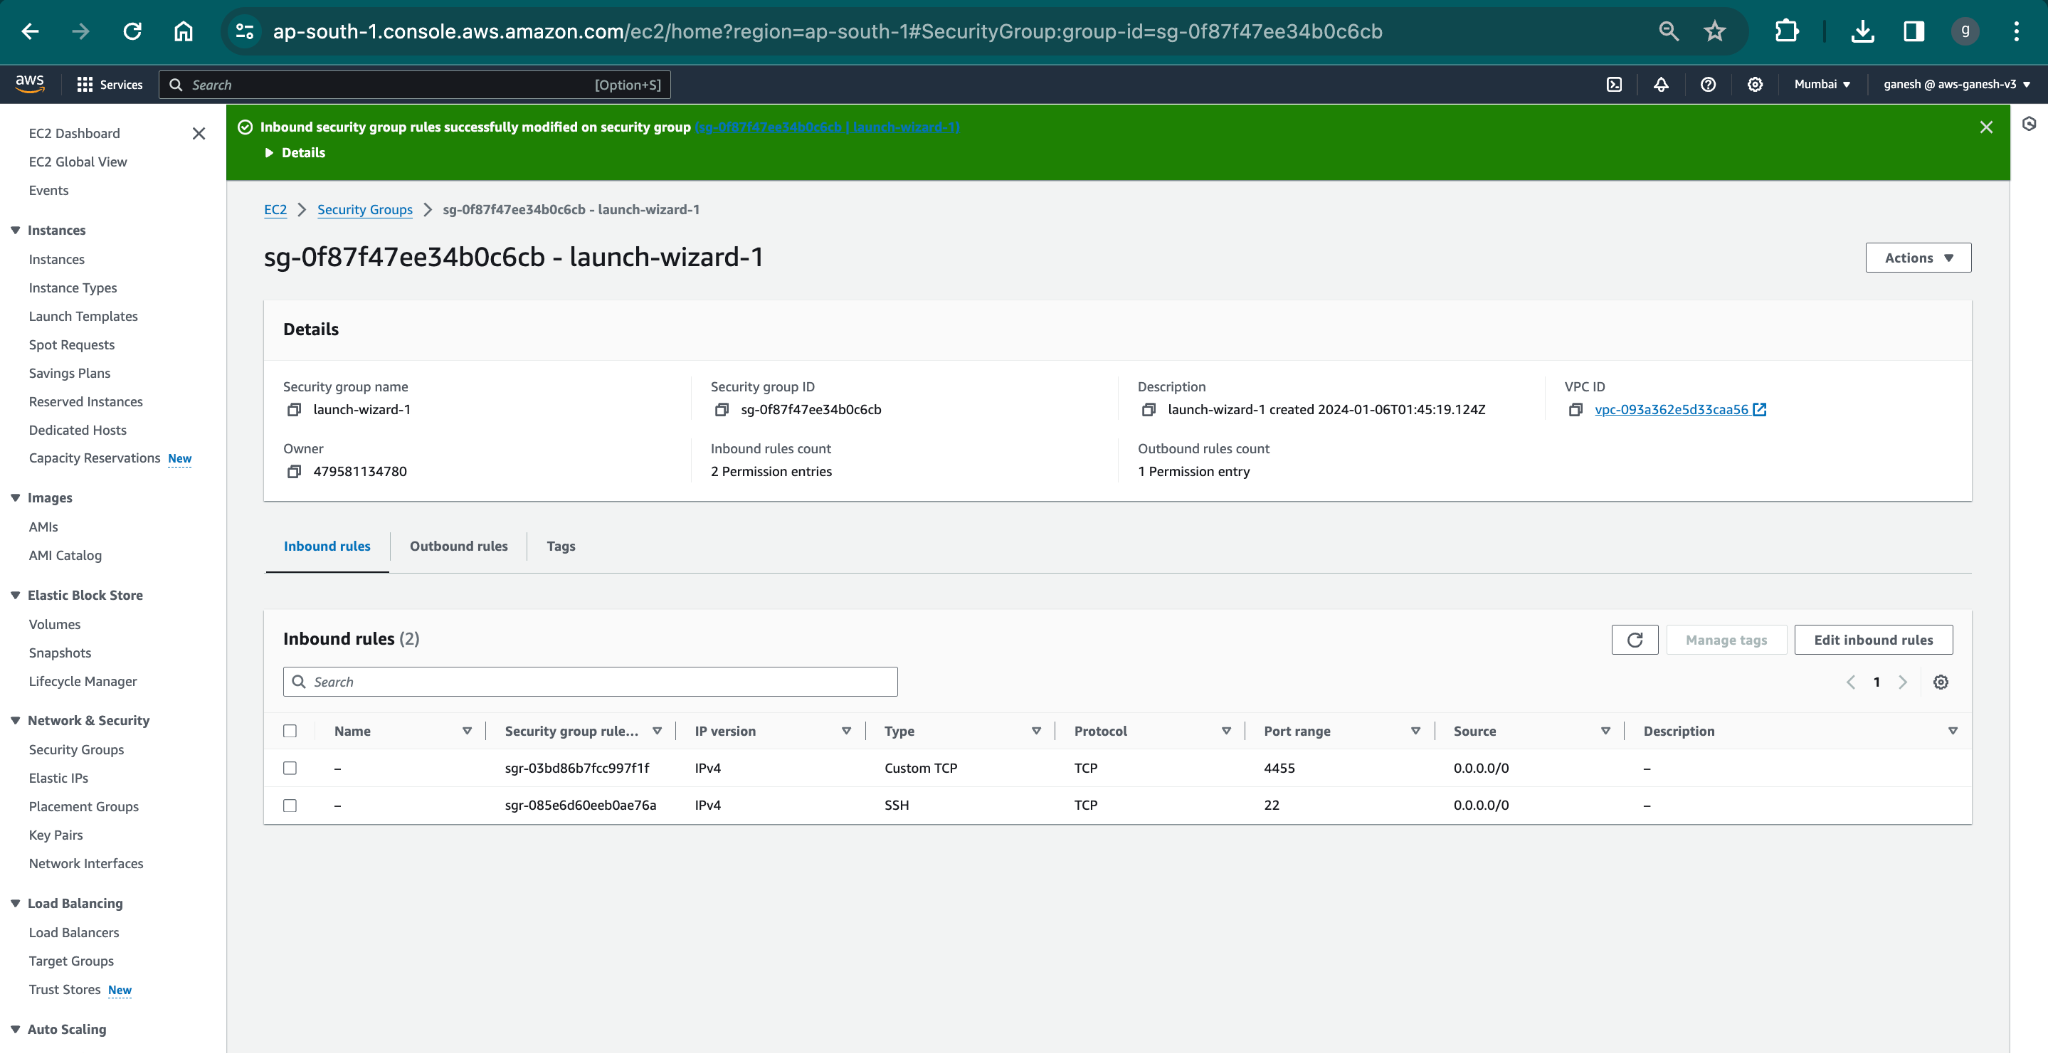 ap-south-1.console.aws.amazon.com/ec2/home?region=ap-south-1#SecurityGroup:group-id=sg-0f87f47ee34b0c6cb
g
aws
Services
Search
[Option+S]
Mumbai
ganesh @ aws-ganesh-v3
EC2 Dashboard
EC2 Global View
Events
Instances
Instances
Instance Types
Launch Templates
Spot Requests
Savings Plans
Reserved Instances
Dedicated Hosts
Capacity Reservations New
Images
AMIs
AMI Catalog
Elastic Block Store
Volumes
Snapshots
Lifecycle Manager
Network & Security
Security Groups
Elastic IPs
Placement Groups
Key Pairs
Network Interfaces
Load Balancing
Load Balancers
Target Groups
Trust Stores New
Auto Scaling
Inbound security group rules successfully modified on security group (sg-0f87f47ee34b0c6cb | launch-wizard-1)
Details
EC2 > Security Groups > sg-0f87f47ee34b0c6cb - launch-wizard-1
sg-0f87f47ee34b0c6cb - launch-wizard-1
Actions
Details
Security group name
launch-wizard-1
Security group ID
sg-0f87f47ee34b0c6cb
Description
launch-wizard-1 created 2024-01-06T01:45:19.124Z
VPC ID
vpc-093a362e5d33caa56
Owner
479581134780
Inbound rules count
2 Permission entries
Outbound rules count
1 Permission entry
Inbound rules
Outbound rules
Tags
Inbound rules (2)
Manage tags
Edit inbound rules
Search
1
Name Security group rule... IP version Type Protocol Port range Source Description
– sgr-03bd86b7fcc997f1f IPv4 Custom TCP TCP 4455 0.0.0.0/0 –
– sgr-085e6d60eeb0ae76a IPv4 SSH TCP 22 0.0.0.0/0 –